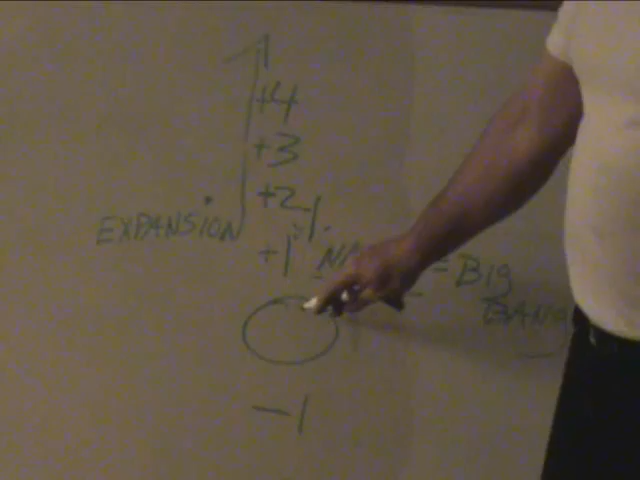 +4
+3
+2
EXPANSION
+1
= BIG
BANG
-1